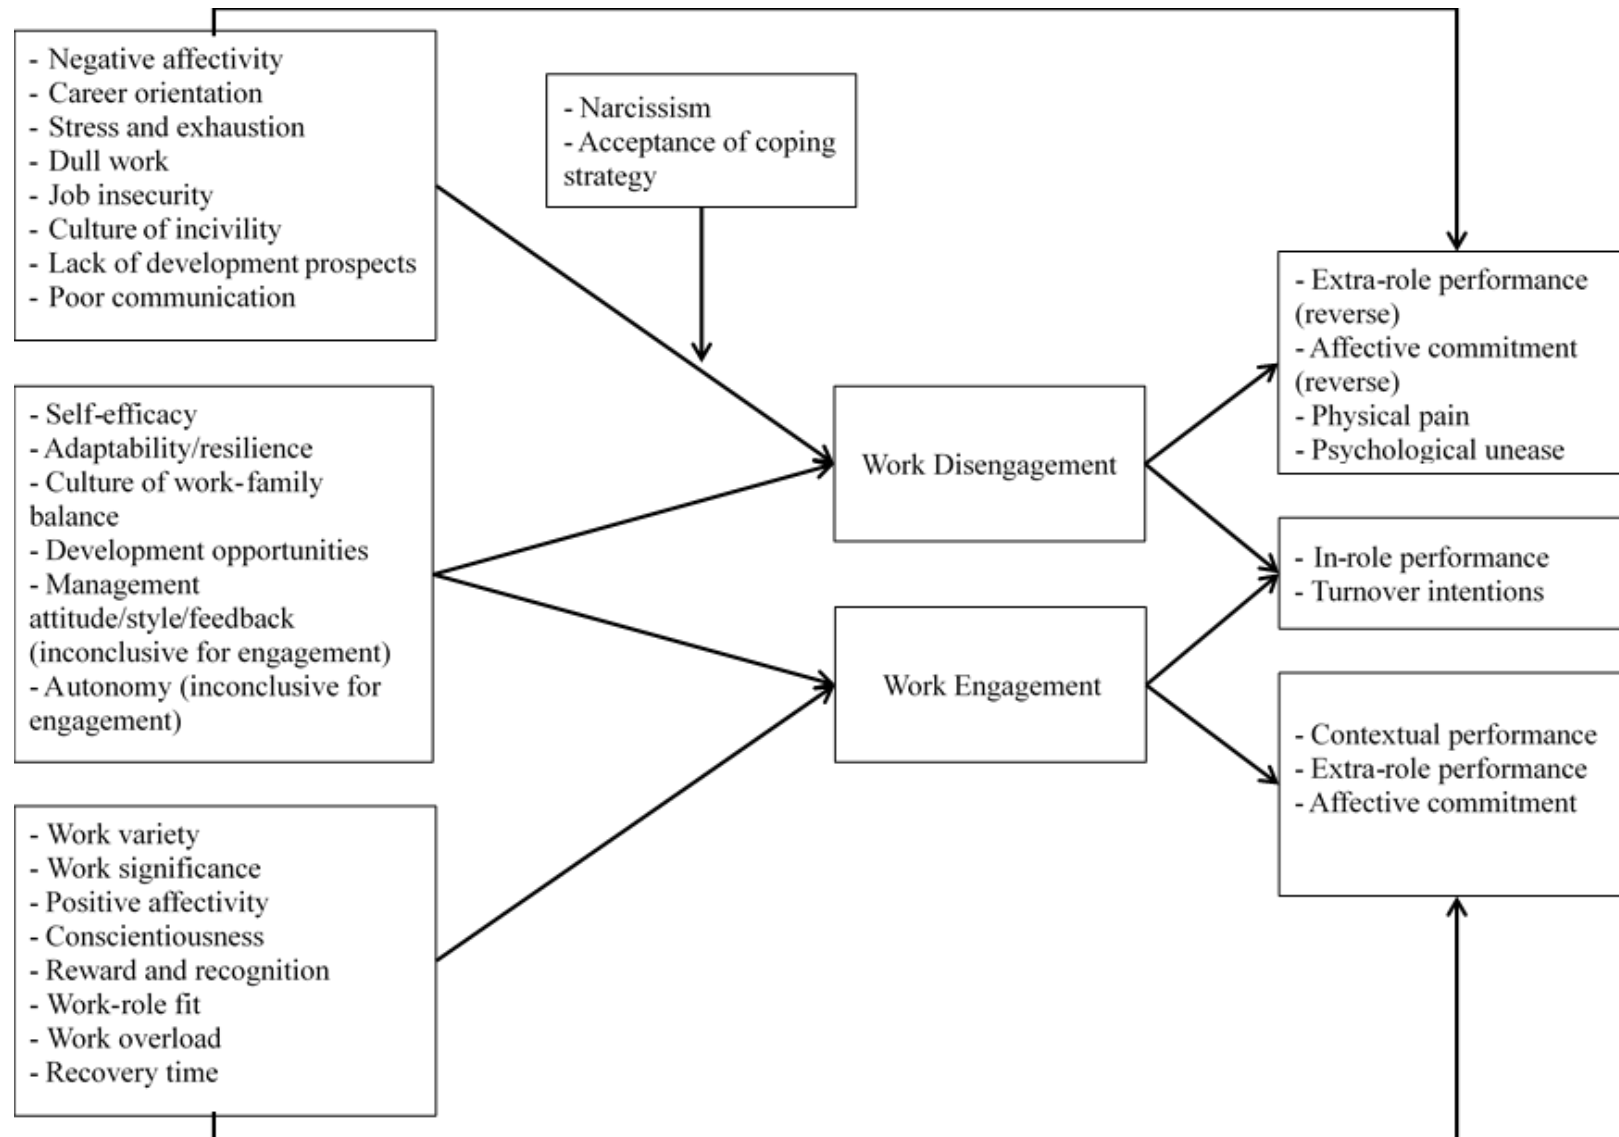 - Negative affectivity
- Career orientation
- Stress and exhaustion
- Dull work
- Job insecurity
- Culture of incivility
- Lack of development prospects
- Poor communication
- Narcissism
- Acceptance of coping
strategy
- Self-efficacy
- Adaptability/resilience
- Culture of work-family
balance
- Development opportunities
- Management
attitude/style/feedback
(inconclusive for engagement)
- Autonomy (inconclusive for
engagement)
- Work variety
- Work significance
- Positive affectivity
- Conscientiousness
- Reward and recognition
- Work-role fit
- Work overload
- Recovery time
Work Disengagement
Work Engagement
- Extra-role performance
(reverse)
- Affective commitment
(reverse)
- Physical pain
- Psychological unease
- In-role performance
- Turnover intentions
- Contextual performance
- Extra-role performance
- Affective commitment